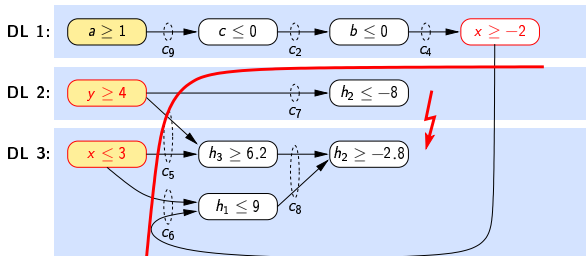 DL 1: a ≥ 1 c ≤ 0 b ≤ 0 x ≥ −2
c₉ c₂ c₄
DL 2: y ≥ 4 h₂ ≤ −8
c₇
DL 3: x ≤ 3 h₃ ≥ 6.2 h₂ ≥ −2.8
c₅
h₁ ≤ 9 c₈
c₆